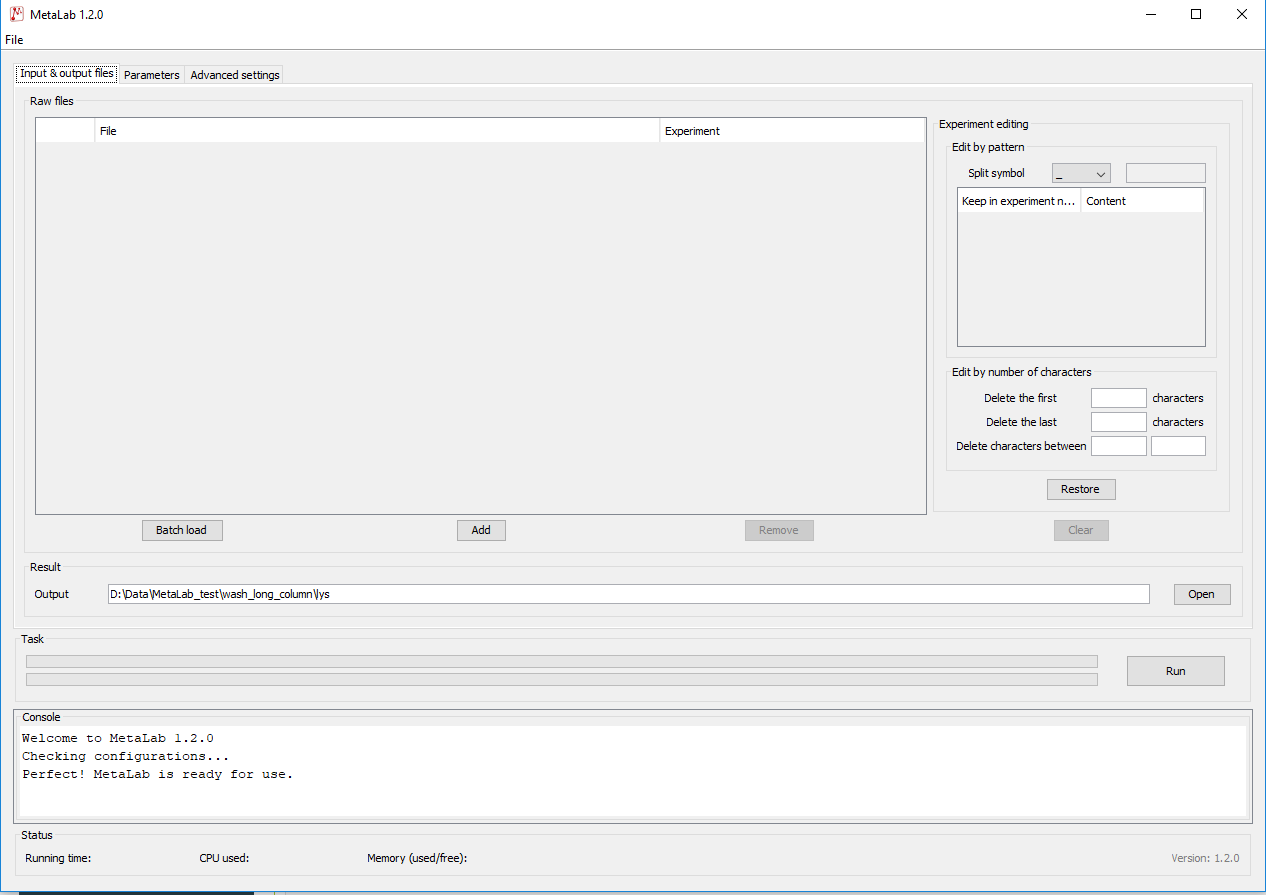 MetaLab 1.2.0
File
Input & output files Parameters Advanced settings
Raw files
File Experiment
Experiment editing
Edit by pattern
Split symbol _
Keep in experiment n... Content
Edit by number of characters
Delete the first characters
Delete the last characters
Delete characters between
Restore
Batch load Add Remove Clear
Result
Output D:\Data\MetaLab_test\wash_long_column\lys Open
Task
Run
Console
Welcome to MetaLab 1.2.0
Checking configurations...
Perfect! MetaLab is ready for use.
Status
Running time: CPU used: Memory (used/free): Version: 1.2.0